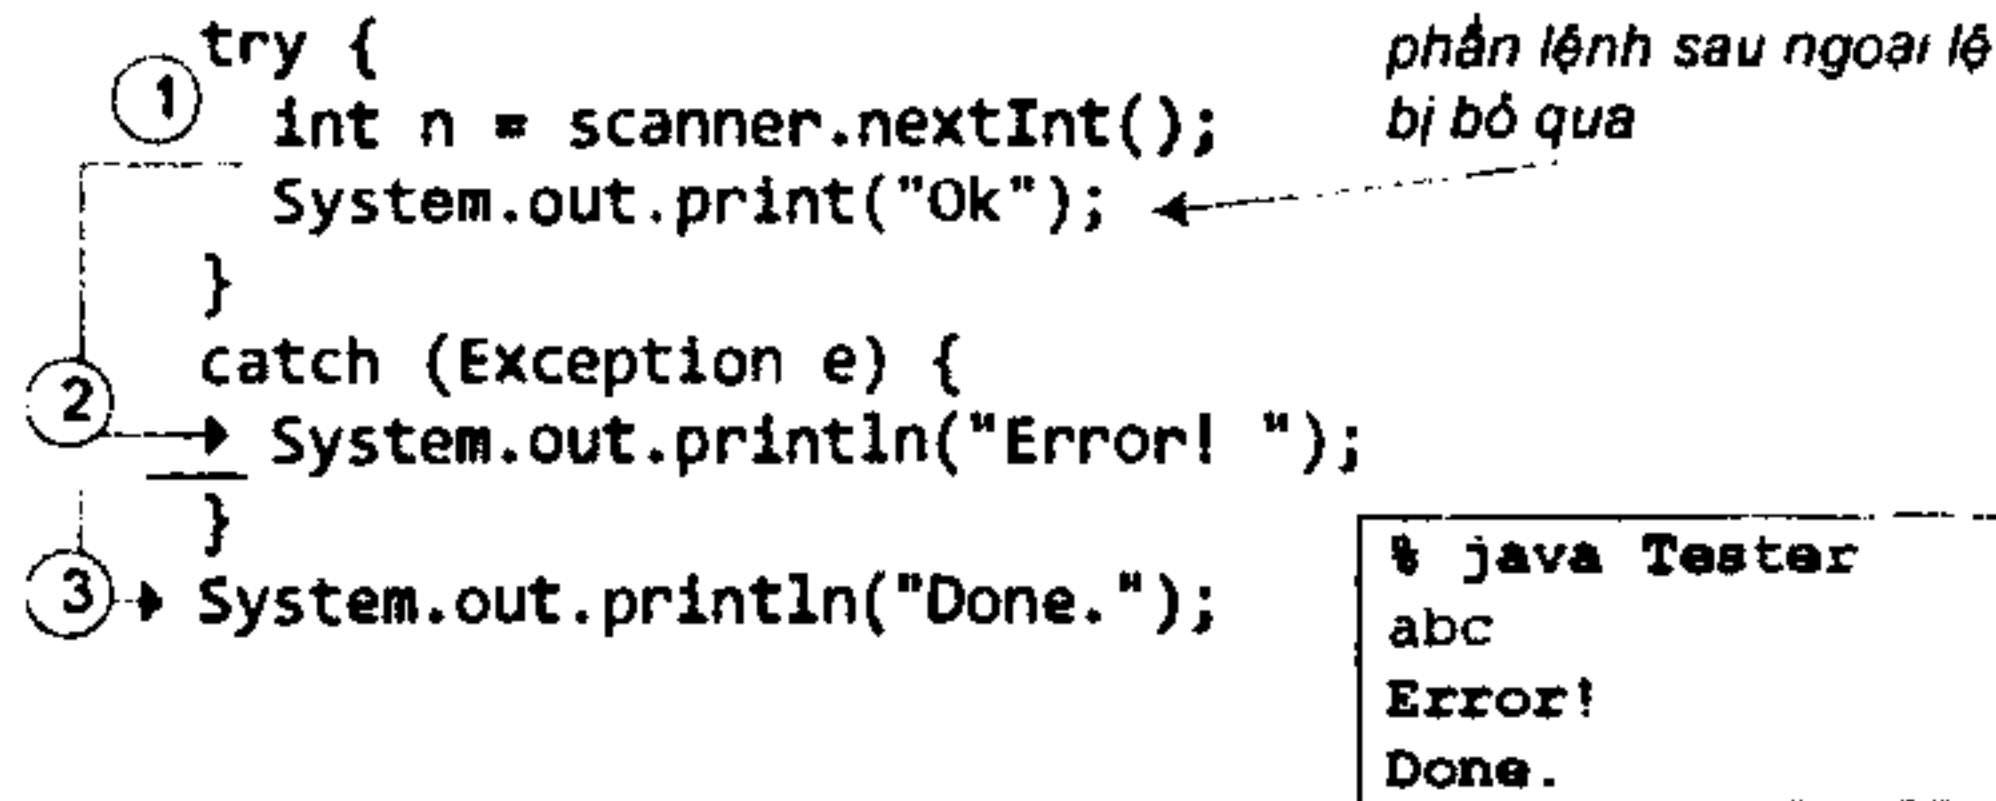 try {
phần lệnh sau ngoại lệ
bị bỏ qua
1
int n = scanner.nextInt();
System.out.print("Ok");
}
catch (Exception e) {
2
System.out.println("Error! ");
}
3
System.out.println("Done.");
% java Tester
abc
Error!
Done.